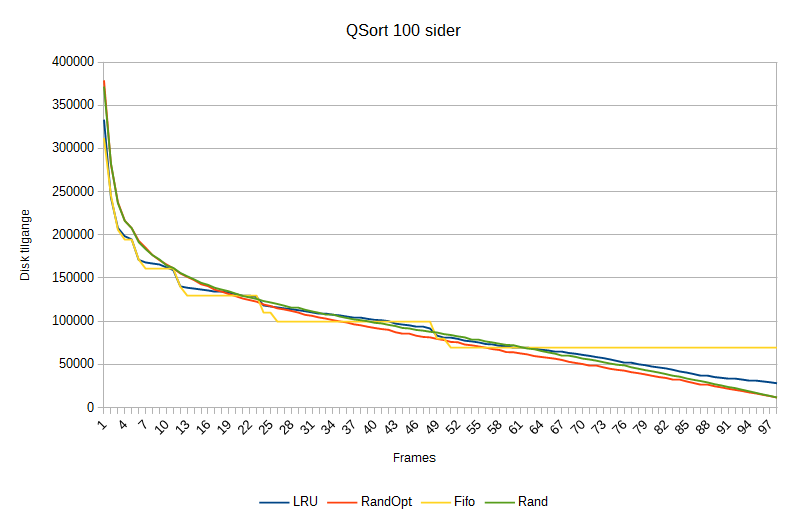 QSort 100 sider
400000
350000
300000
250000
200000
150000
100000
50000
0
Disk tilgange
1 4 7 10 13 16 19 22 25 28 31 34 37 40 43 46 49 52 55 58 61 64 67 70 73 76 79 82 85 88 91 94 97
Frames
LRU RandOpt Fifo Rand